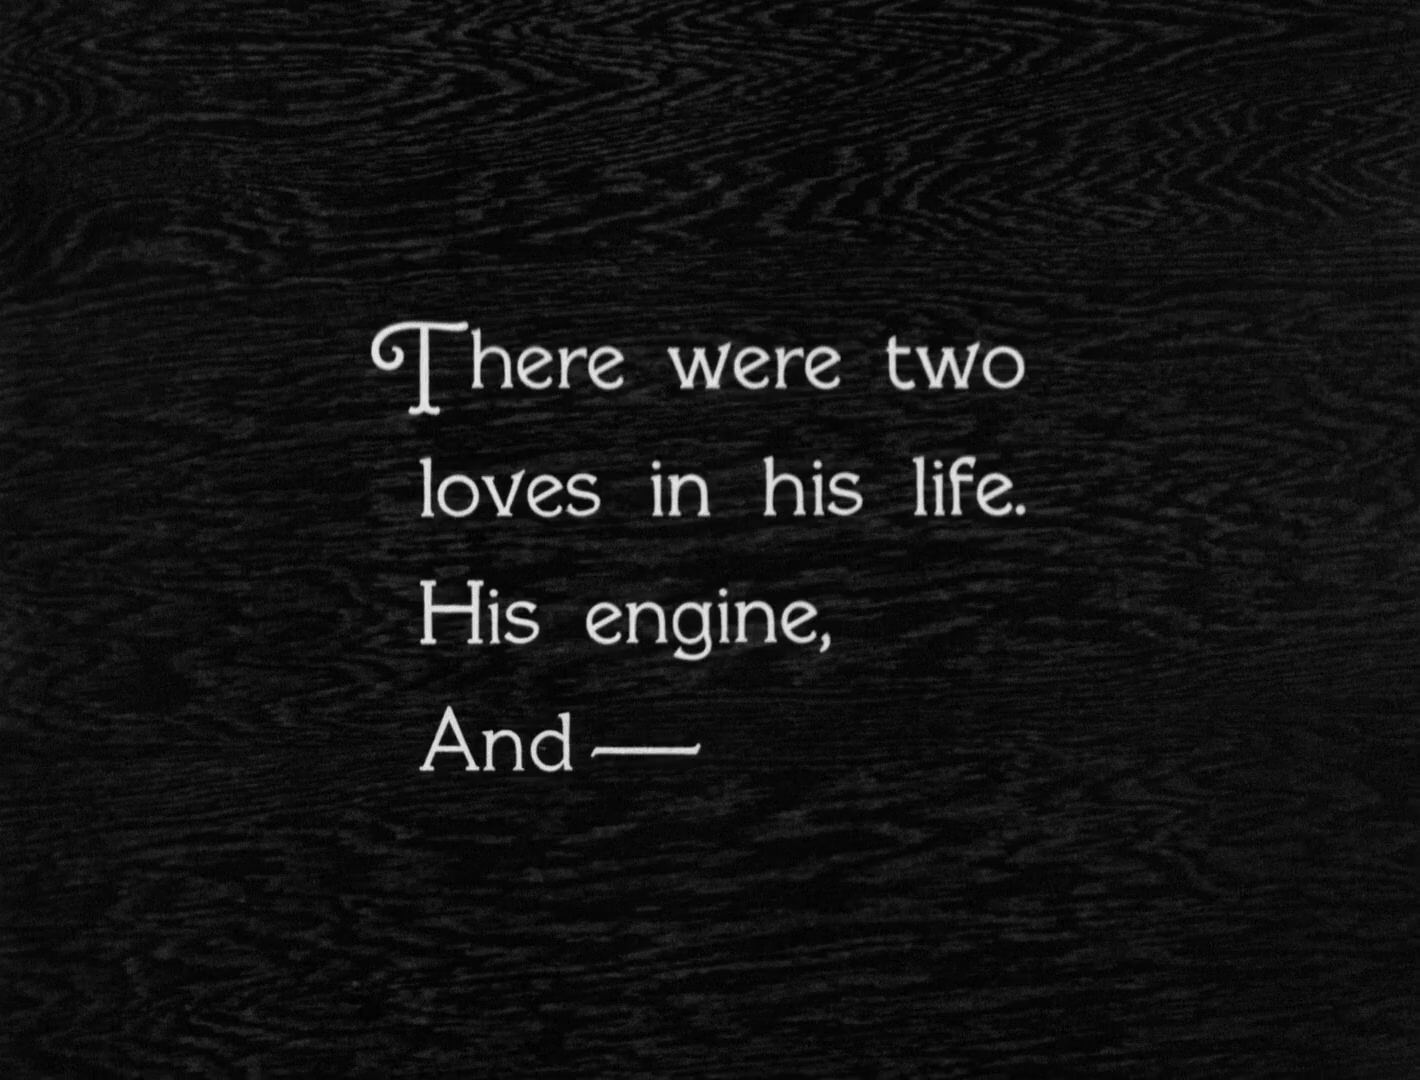 There were two
loves in his life.
His engine,
And —